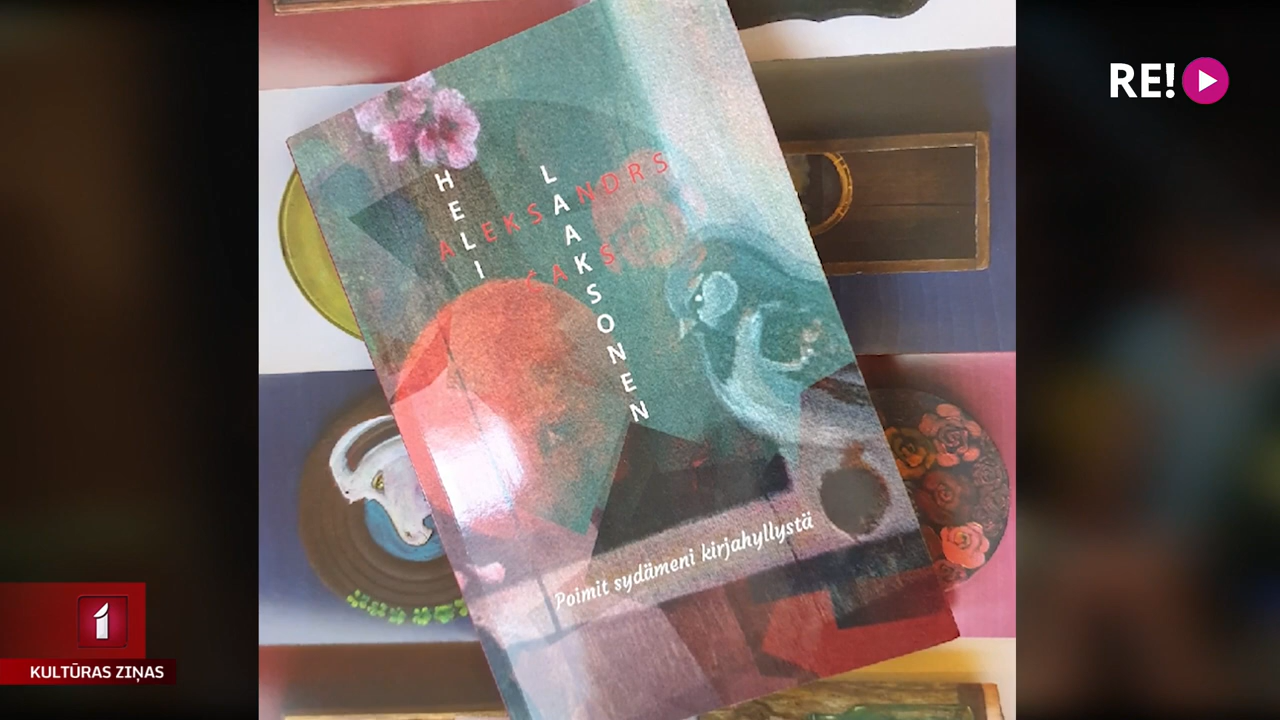 RE!
HELI
LAAKSONEN
ALEKSANDRS
ČAKS
Poimit sydämeni kirjahyllystä
1
KULTŪRAS ZIŅAS